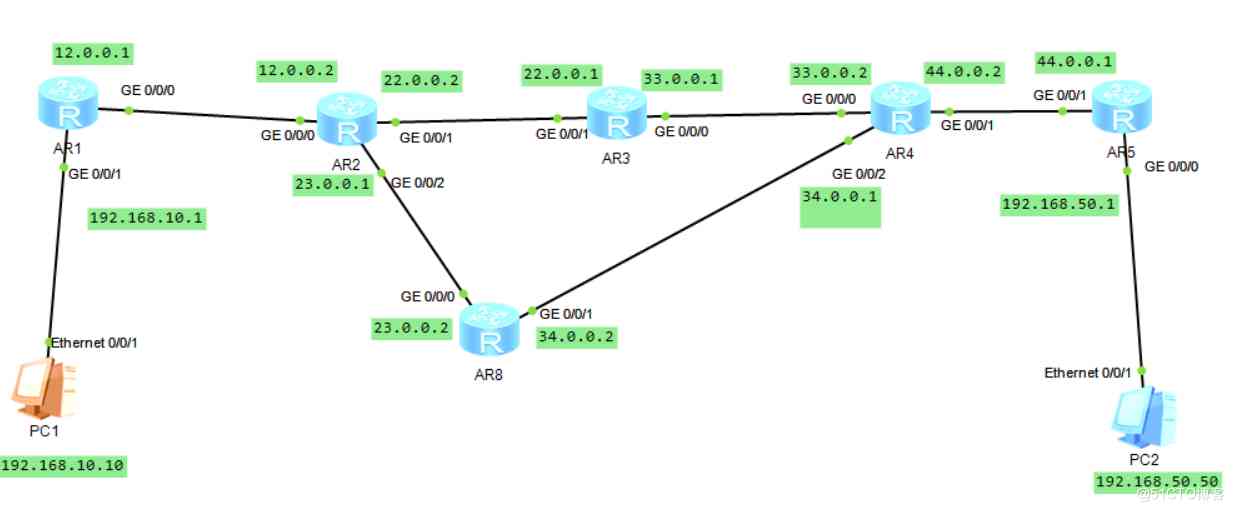 12.0.0.1
12.0.0.2
22.0.0.2
22.0.0.1
33.0.0.1
33.0.0.2
44.0.0.2
44.0.0.1
R
GE 0/0/0
R
R
R
R
GE 0/0/0
GE 0/0/1
GE 0/0/1
GE 0/0/0
GE 0/0/0
GE 0/0/1
GE 0/0/1
AR1
AR2
AR3
AR4
AR5
GE 0/0/1
23.0.0.1
GE 0/0/2
GE 0/0/2
GE 0/0/0
192.168.10.1
34.0.0.1
192.168.50.1
GE 0/0/0
GE 0/0/1
23.0.0.2
R
34.0.0.2
AR8
Ethernet 0/0/1
Ethernet 0/0/1
PC1
PC2
192.168.10.10
192.168.50.50
@51CTO博客